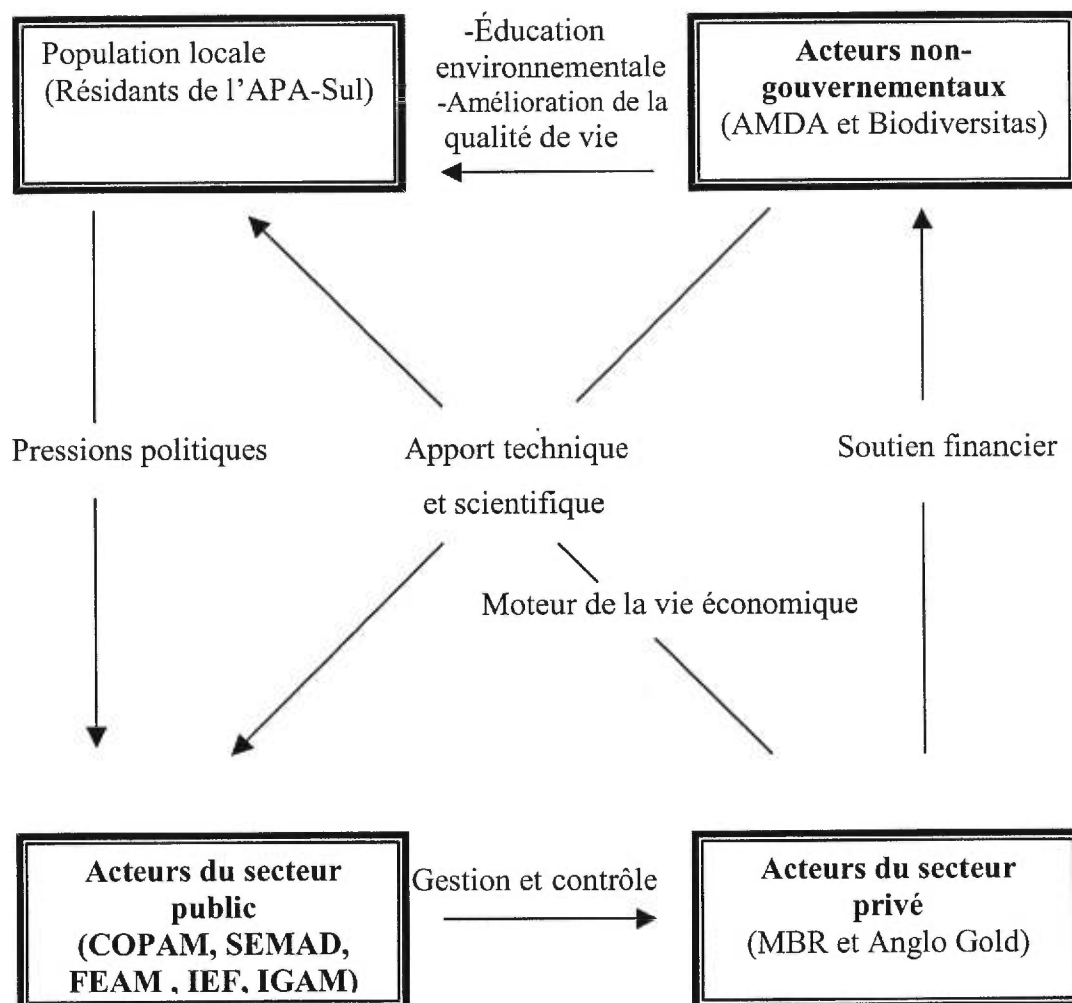 Population locale
(Résidants de l'APA-Sul)
-Éducation
environnementale
-Amélioration de la
qualité de vie
Acteurs non-
gouvernementaux
(AMDA et Biodiversitas)
Pressions politiques
Apport technique
et scientifique
Soutien financier
Moteur de la vie économique
Acteurs du secteur
public
(COPAM, SEMAD,
FEAM , IEF, IGAM)
Gestion et contrôle
Acteurs du secteur
privé
(MBR et Anglo Gold)